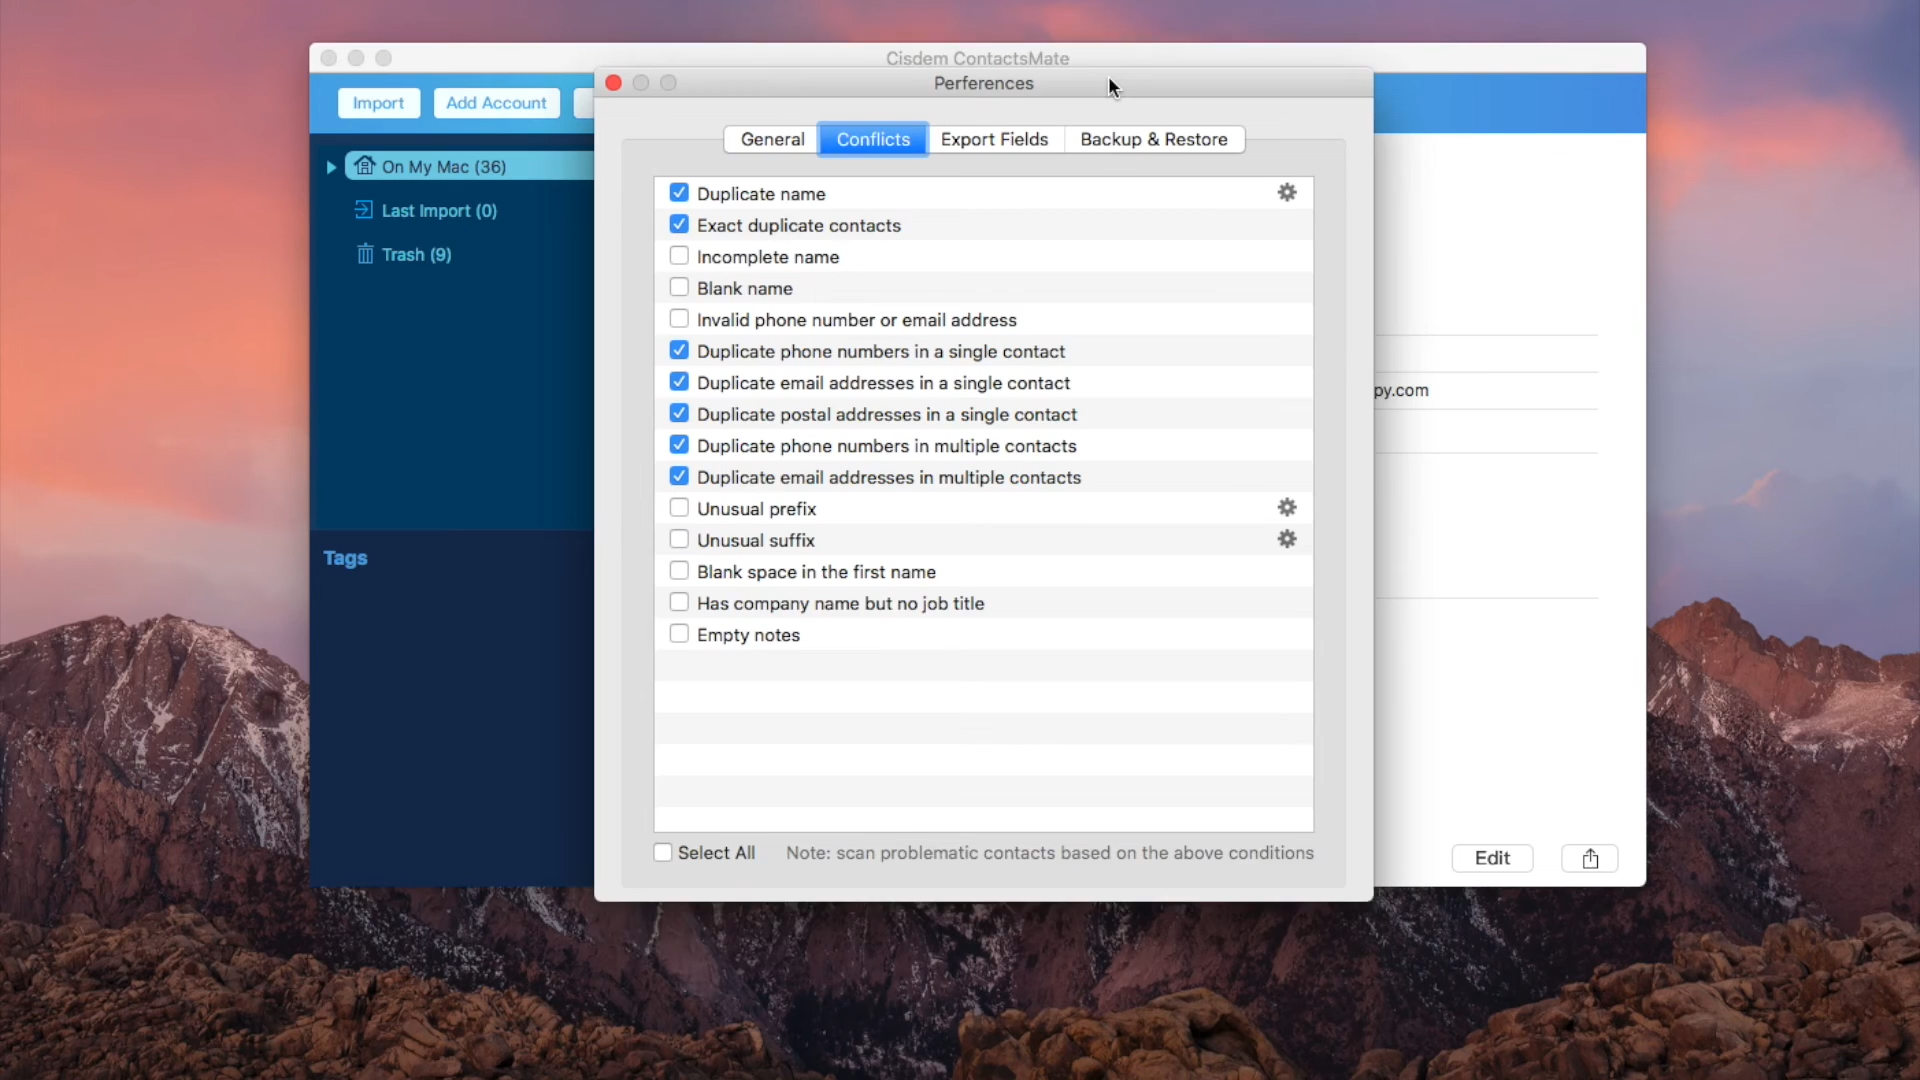 Cisdem ContactsMate
Perferences
Import
Add Account
General
Conflicts
Export Fields
Backup & Restore
On My Mac (36)
Last Import (0)
Trash (9)
Tags
Duplicate name
Exact duplicate contacts
Incomplete name
Blank name
Invalid phone number or email address
Duplicate phone numbers in a single contact
Duplicate email addresses in a single contact
Duplicate postal addresses in a single contact
Duplicate phone numbers in multiple contacts
Duplicate email addresses in multiple contacts
Unusual prefix
Unusual suffix
Blank space in the first name
Has company name but no job title
Empty notes
Select All
Note: scan problematic contacts based on the above conditions
py.com
Edit